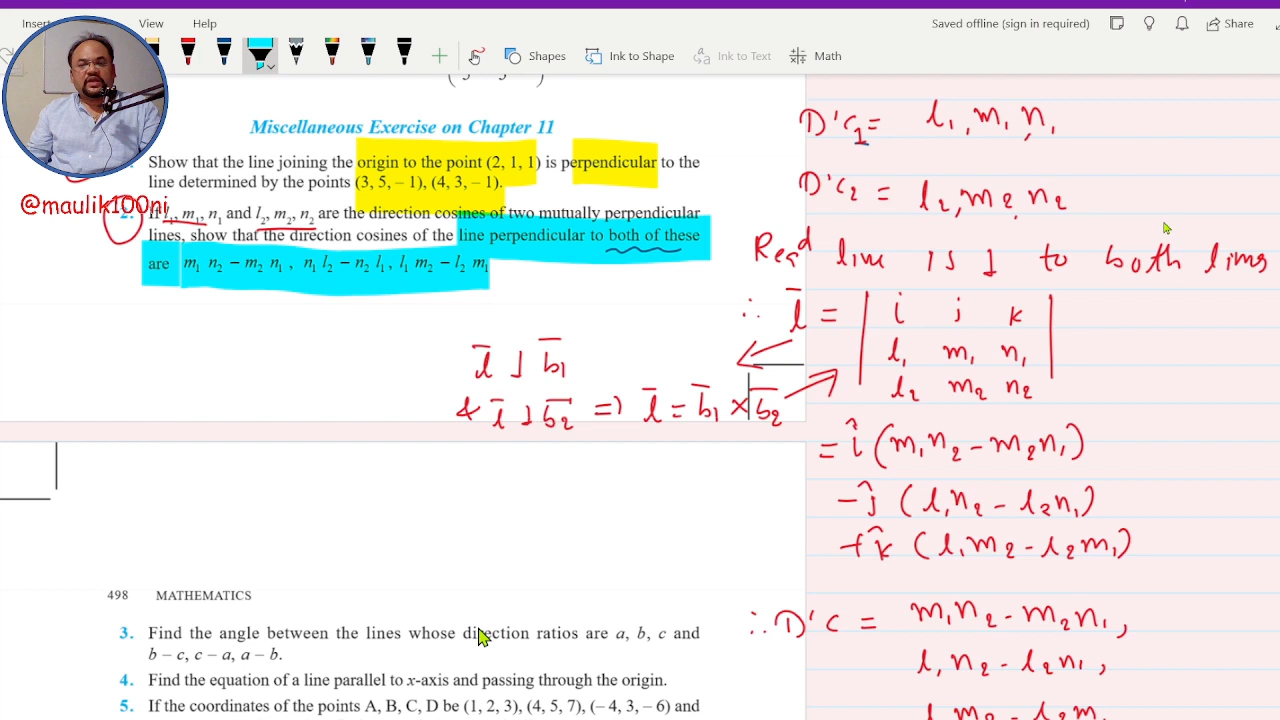 Insert View Help Saved offline (sign in required) Share
Shapes Ink to Shape Ink to Text Math
Miscellaneous Exercise on Chapter 11
Show that the line joining the origin to the point (2, 1, 1) is perpendicular to the
line determined by the points (3, 5, – 1), (4, 3, – 1).
@maulik100ni
2. If l₁, m₁, n₁ and l₂, m₂, n₂ are the direction cosines of two mutually perpendicular
lines, show that the direction cosines of the line perpendicular to both of these
are m₁ n₂ − m₂ n₁ , n₁ l₂ − n₂ l₁, l₁ m₂ − l₂ m₁
l̄ ⊥ b̄₁
& l̄ ⊥ b̄₂ ⇒ l̄ = b̄₁ × b̄₂
498 MATHEMATICS
3. Find the angle between the lines whose direction ratios are a, b, c and
b – c, c – a, a – b.
4. Find the equation of a line parallel to x-axis and passing through the origin.
5. If the coordinates of the points A, B, C, D be (1, 2, 3), (4, 5, 7), (– 4, 3, – 6) and
D'C₁= l₁, m₁, n₁
D'C₂ = l₂, m₂, n₂
Reqd line is ⊥ to both lines
∴ l̄ = | i j k |
| l₁ m₁ n₁ |
| l₂ m₂ n₂ |
= î (m₁n₂ - m₂n₁)
- ĵ (l₁n₂ - l₂n₁)
+ k̂ (l₁m₂ - l₂m₁)
∴ D'C = m₁n₂ - m₂n₁,
l₁n₂ - l₂n₁,